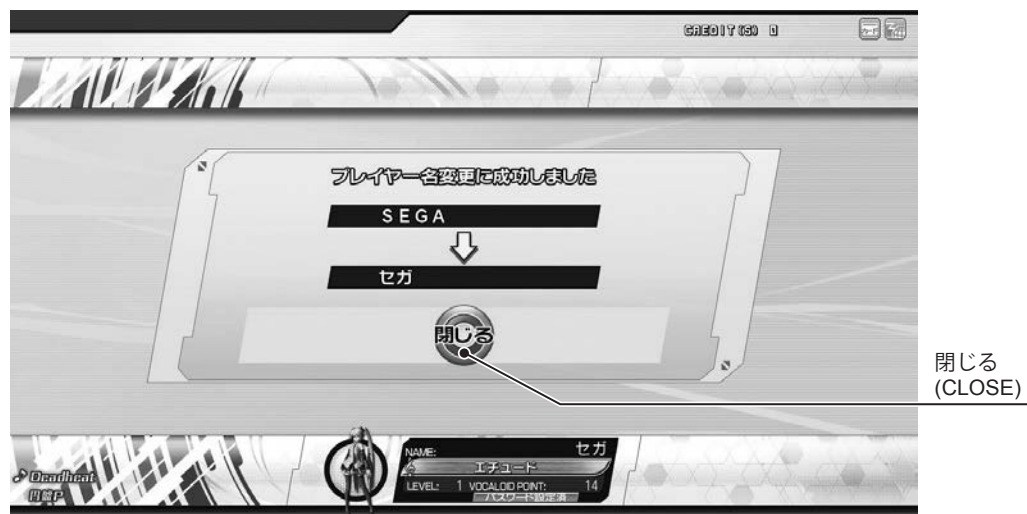 CREDIT(S) 0
プレイヤー名変更に成功しました
SEGA
セガ
閉じる
閉じる
(CLOSE)
NAME: セガ
エチュード
LEVEL: 1 VOCALOID POINT: 14
パスワード設定済
♪ Deadheat